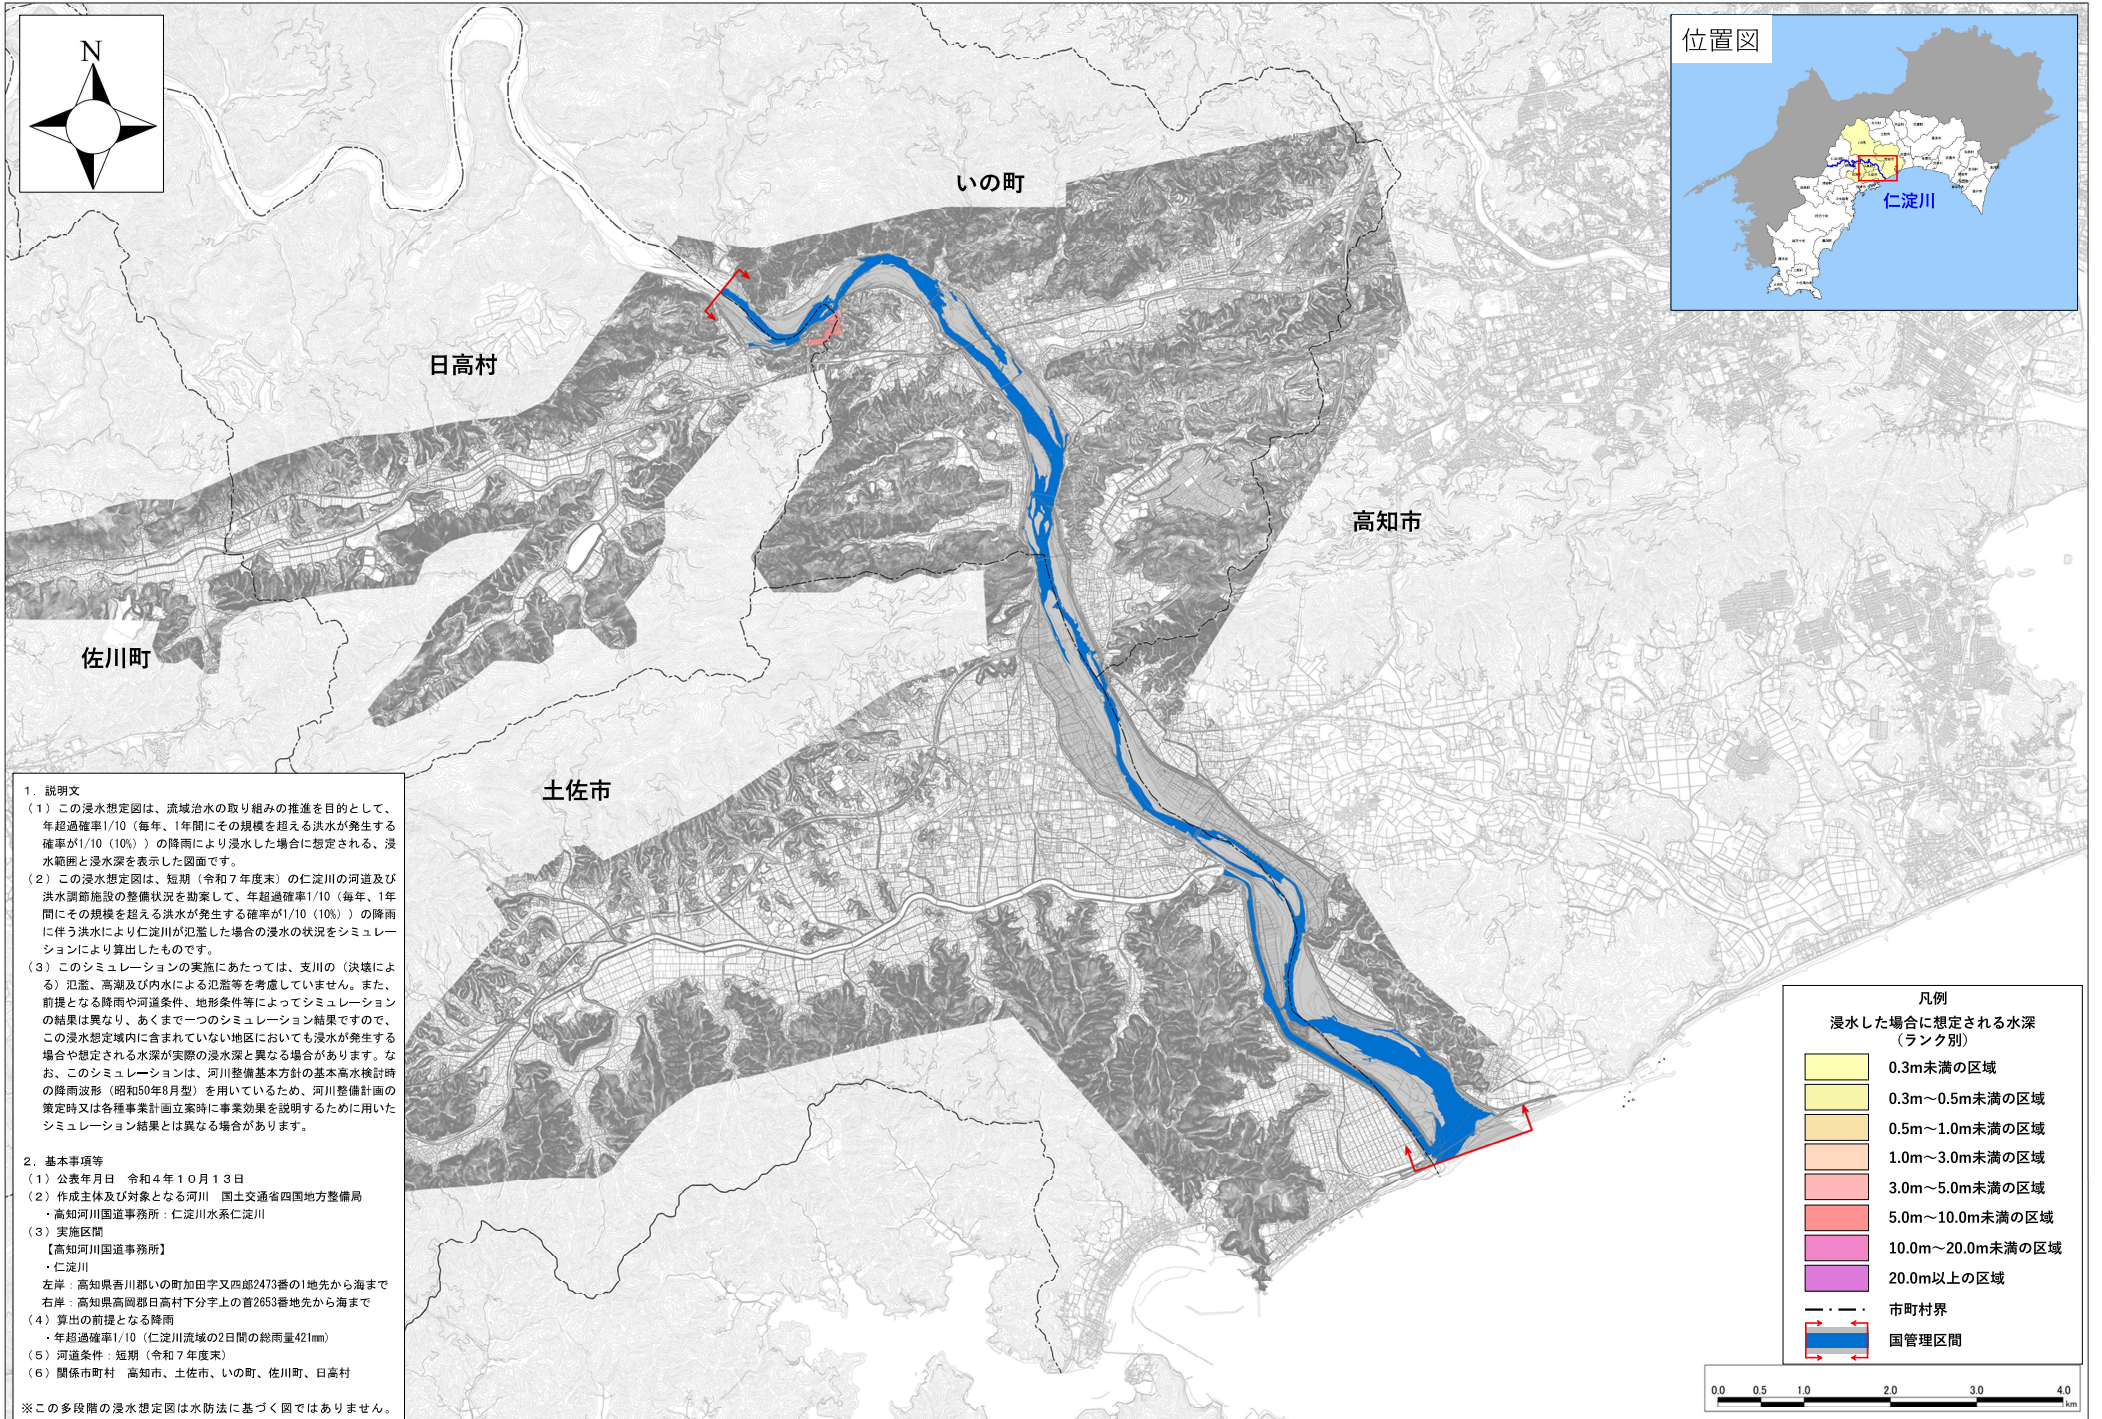 N
位置図
仁淀川
いの町
日高村
高知市
佐川町
土佐市
1．説明文
（1）この浸水想定図は、流域治水の取り組みの推進を目的として、
年超過確率1/10（毎年、1年間にその規模を超える洪水が発生する
確率が1/10（10%））の降雨により浸水した場合に想定される、浸
水範囲と浸水深を表示した図面です。
（2）この浸水想定図は、短期（令和７年度末）の仁淀川の河道及び
洪水調節施設の整備状況を勘案して、年超過確率1/10（毎年、1年
間にその規模を超える洪水が発生する確率が1/10（10%））の降雨
に伴う洪水により仁淀川が氾濫した場合の浸水の状況をシミュレー
ションにより算出したものです。
（3）このシミュレーションの実施にあたっては、支川の（決壊によ
る）氾濫、高潮及び内水による氾濫等を考慮していません。また、
前提となる降雨や河道条件、地形条件等によってシミュレーション
の結果は異なり、あくまで一つのシミュレーション結果ですので、
この浸水想定域内に含まれていない地区においても浸水が発生する
場合や想定される水深が実際の浸水深と異なる場合があります。な
お、このシミュレーションは、河川整備基本方針の基本高水検討時
の降雨波形（昭和50年8月型）を用いているため、河川整備計画の
策定時又は各種事業計画立案時に事業効果を説明するために用いた
シミュレーション結果とは異なる場合があります。
2．基本事項等
（1）公表年月日　令和４年１０月１３日
（2）作成主体及び対象となる河川　国土交通省四国地方整備局
・高知河川国道事務所：仁淀川水系仁淀川
（3）実施区間
【高知河川国道事務所】
・仁淀川
左岸：高知県吾川郡いの町加田字又四郎2473番の1地先から海まで
右岸：高知県高岡郡日高村下分字上の首2653番地先から海まで
（4）算出の前提となる降雨
・年超過確率1/10（仁淀川流域の2日間の総雨量421mm）
（5）河道条件：短期（令和７年度末）
（6）関係市町村　高知市、土佐市、いの町、佐川町、日高村
※この多段階の浸水想定図は水防法に基づく図ではありません。
凡例
浸水した場合に想定される水深
（ランク別）
0.3m未満の区域
0.3m～0.5m未満の区域
0.5m～1.0m未満の区域
1.0m～3.0m未満の区域
3.0m～5.0m未満の区域
5.0m～10.0m未満の区域
10.0m～20.0m未満の区域
20.0m以上の区域
市町村界
国管理区間
0.0 0.5 1.0 2.0 3.0 4.0
km